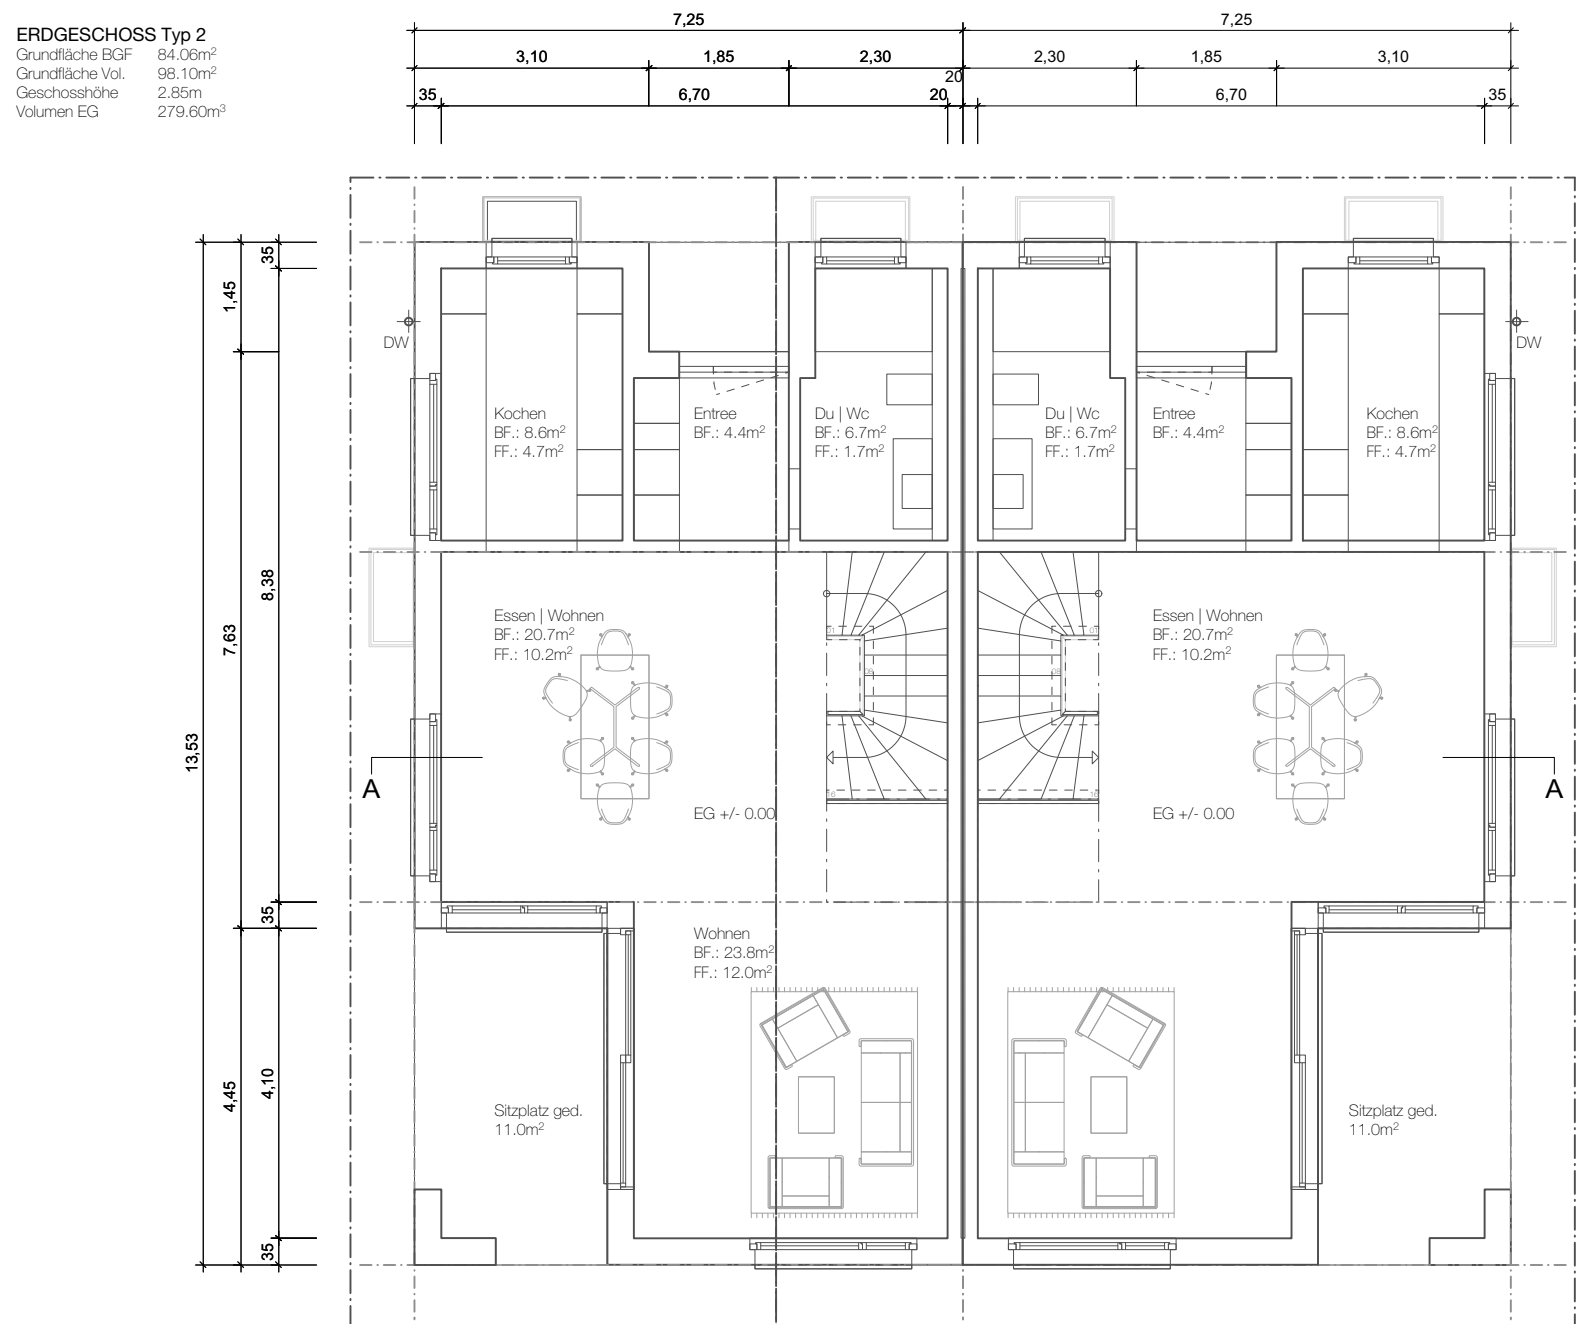 ERDGESCHOSS Typ 2
Grundfläche BGF 84.06m²
Grundfläche Vol. 98.10m²
Geschosshöhe 2.85m
Volumen EG 279.60m³
7,25 7,25
3,10 1,85 2,30 2,30 1,85 3,10
20
35 6,70 20 6,70 35
35
1,45
DW DW
Kochen Entree Du | Wc Du | Wc Entree Kochen
BF.: 8.6m² BF.: 4.4m² BF.: 6.7m² BF.: 6.7m² BF.: 4.4m² BF.: 8.6m²
FF.: 4.7m² FF.: 1.7m² FF.: 1.7m² FF.: 4.7m²
8,38
7,63
13,53
Essen | Wohnen Essen | Wohnen
BF.: 20.7m² BF.: 20.7m²
FF.: 10.2m² FF.: 10.2m²
01 01
09 09
A A
16 16
EG +/- 0.00 EG +/- 0.00
35
Wohnen
BF.: 23.8m²
FF.: 12.0m²
4,45
4,10
Sitzplatz ged. Sitzplatz ged.
11.0m² 11.0m²
35